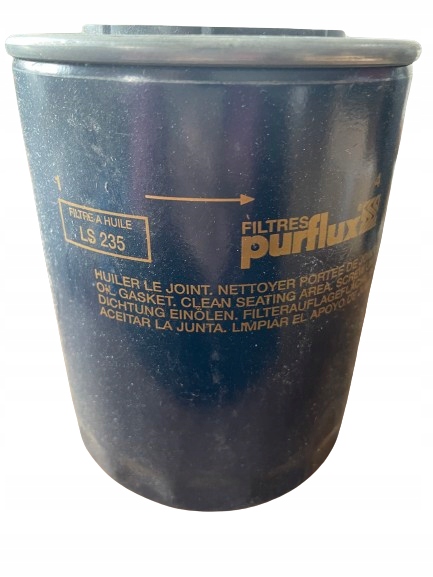 1
FILTRE A HUILE
LS 235
FILTRES
purflux
HUILER LE JOINT. NETTOYER PORTEE DE
GASKET. CLEAN SEATING AREA.
DICHTUNG EINÖLEN.
ACEITAR LA JUNTA. LIMPIAR EL APOYO